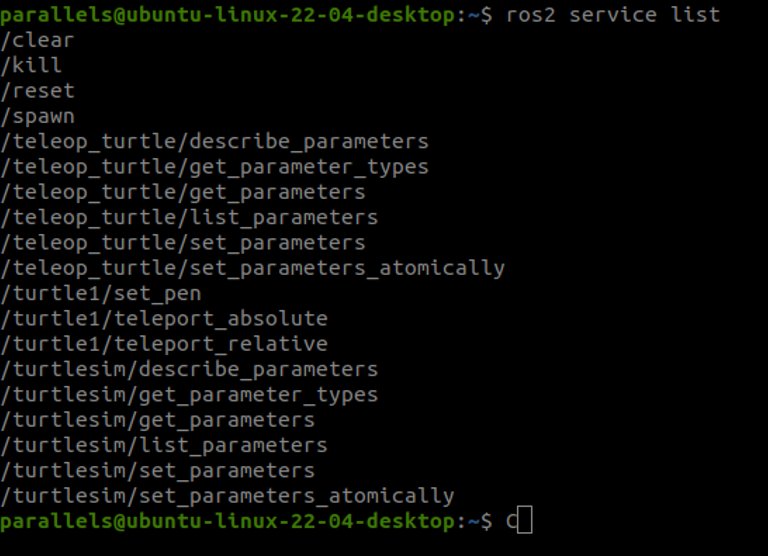 parallels@ubuntu-linux-22-04-desktop:~$ ros2 service list
/clear
/kill
/reset
/spawn
/teleop_turtle/describe_parameters
/teleop_turtle/get_parameter_types
/teleop_turtle/get_parameters
/teleop_turtle/list_parameters
/teleop_turtle/set_parameters
/teleop_turtle/set_parameters_atomically
/turtle1/set_pen
/turtle1/teleport_absolute
/turtle1/teleport_relative
/turtlesim/describe_parameters
/turtlesim/get_parameter_types
/turtlesim/get_parameters
/turtlesim/list_parameters
/turtlesim/set_parameters
/turtlesim/set_parameters_atomically
parallels@ubuntu-linux-22-04-desktop:~$ C